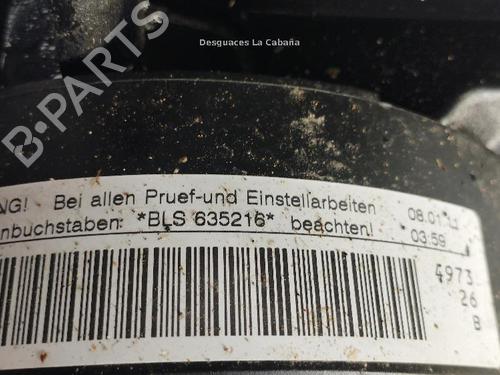 Desguaces La Cabaña
B-PARTS
NG! Bei allen Pruef-und Einstellarbeiten
nbuchstaben: *BLS 635216* beachten!
03:59
4973
26
B